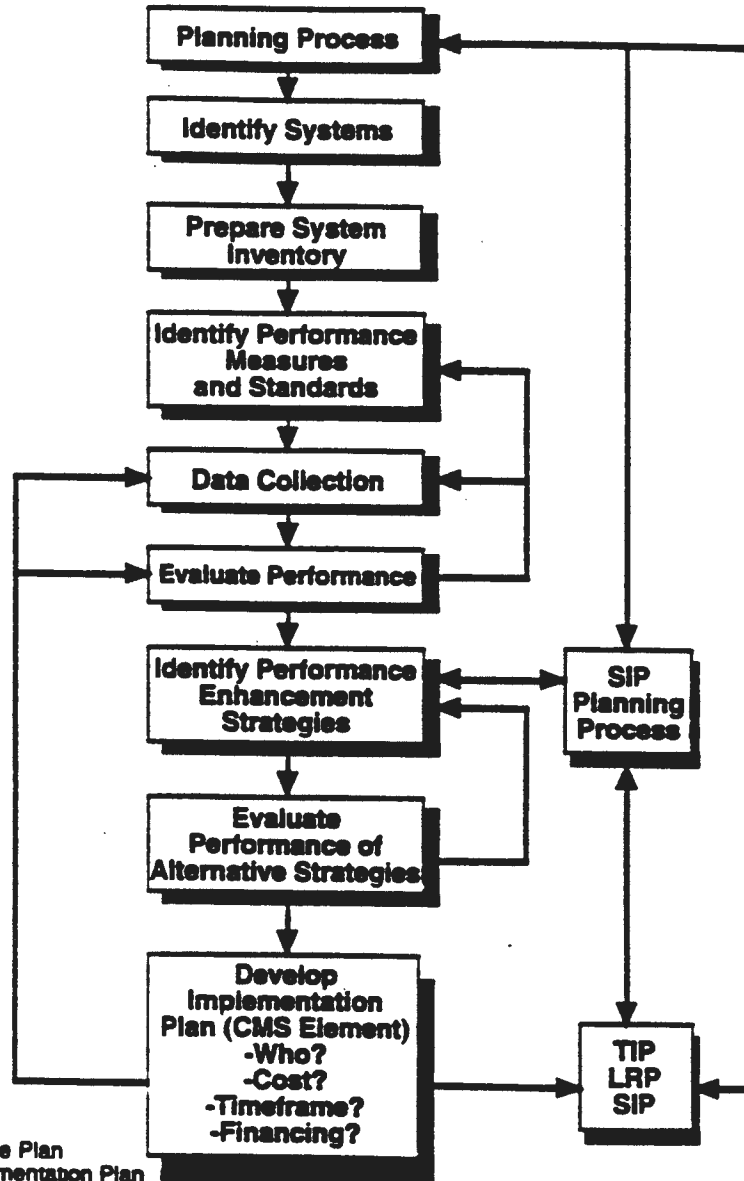 Planning Process
Identify Systems
Prepare System
Inventory
Identify Performance
Measures
and Standards
Data Collection
Evaluate Performance
Identify Performance
Enhancement
Strategies
SIP
Planning
Process
Evaluate
Performance of
Alternative Strategies
Develop
Implementation
Plan (CMS Element)
-Who?
-Cost?
-Timeframe?
-Financing?
TIP
LRP
SIP
Plan
Plan